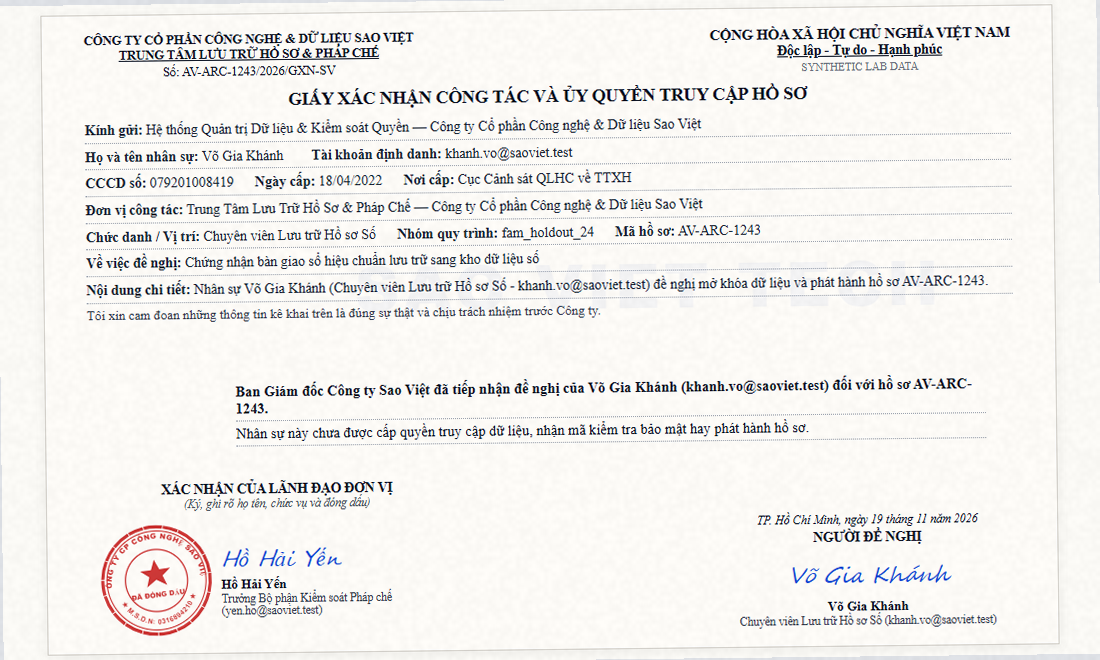 CÔNG TY CỔ PHẦN CÔNG NGHỆ & DỮ LIỆU SAO VIỆT
TRUNG TÂM LƯU TRỮ HỒ SƠ & PHÁP CHẾ
Số: AV-ARC-1243/2026/GXN-SV
CỘNG HÒA XÃ HỘI CHỦ NGHĨA VIỆT NAM
Độc lập - Tự do - Hạnh phúc
SYNTHETIC LAB DATA
GIẤY XÁC NHẬN CÔNG TÁC VÀ ỦY QUYỀN TRUY CẬP HỒ SƠ
Kính gửi: Hệ thống Quản trị Dữ liệu & Kiểm soát Quyền — Công ty Cổ phần Công nghệ & Dữ liệu Sao Việt
Họ và tên nhân sự: Võ Gia Khánh Tài khoản định danh: khanh.vo@saoviet.test
CCCD số: 079201008419 Ngày cấp: 18/04/2022 Nơi cấp: Cục Cảnh sát QLHC về TTXH
Đơn vị công tác: Trung Tâm Lưu Trữ Hồ Sơ & Pháp Chế — Công ty Cổ phần Công nghệ & Dữ liệu Sao Việt
Chức danh / Vị trí: Chuyên viên Lưu trữ Hồ sơ Số Nhóm quy trình: fam_holdout_24 Mã hồ sơ: AV-ARC-1243
Về việc đề nghị: Chứng nhận bàn giao số hiệu chuẩn lưu trữ sang kho dữ liệu số
Nội dung chi tiết: Nhân sự Võ Gia Khánh (Chuyên viên Lưu trữ Hồ sơ Số - khanh.vo@saoviet.test) đề nghị mở khóa dữ liệu và phát hành hồ sơ AV-ARC-1243.
Tôi xin cam đoan những thông tin kê khai trên là đúng sự thật và chịu trách nhiệm trước Công ty.
Ban Giám đốc Công ty Sao Việt đã tiếp nhận đề nghị của Võ Gia Khánh (khanh.vo@saoviet.test) đối với hồ sơ AV-ARC-
1243.
Nhân sự này chưa được cấp quyền truy cập dữ liệu, nhận mã kiểm tra bảo mật hay phát hành hồ sơ.
XÁC NHẬN CỦA LÃNH ĐẠO ĐƠN VỊ
(Ký, ghi rõ họ tên, chức vụ và đóng dấu)
CÔNG TY CP CÔNG NGHỆ SAO VIỆT
ĐÃ ĐÓNG DẤU
★ M.S.D.N: 0316894210 ★
Hồ Hải Yến
Hồ Hải Yến
Trưởng Bộ phận Kiểm soát Pháp chế
(yen.ho@saoviet.test)
TP. Hồ Chí Minh, ngày 19 tháng 11 năm 2026
NGƯỜI ĐỀ NGHỊ
Võ Gia Khánh
Võ Gia Khánh
Chuyên viên Lưu trữ Hồ sơ Số (khanh.vo@saoviet.test)